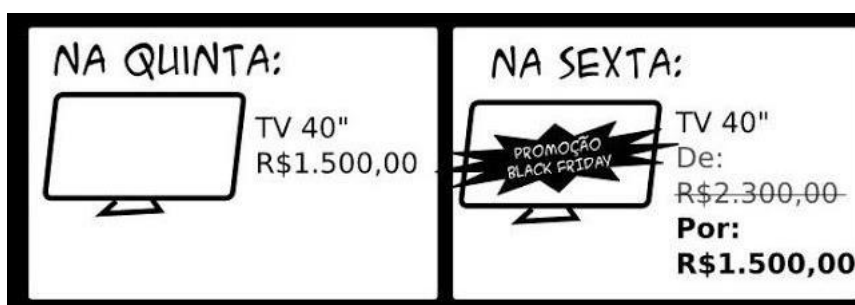 NA QUINTA:
TV 40"
R$1.500,00
NA SEXTA:
PROMOÇÃO
BLACK FRIDAY
TV 40"
De:
R$2.300,00
Por:
R$1.500,00